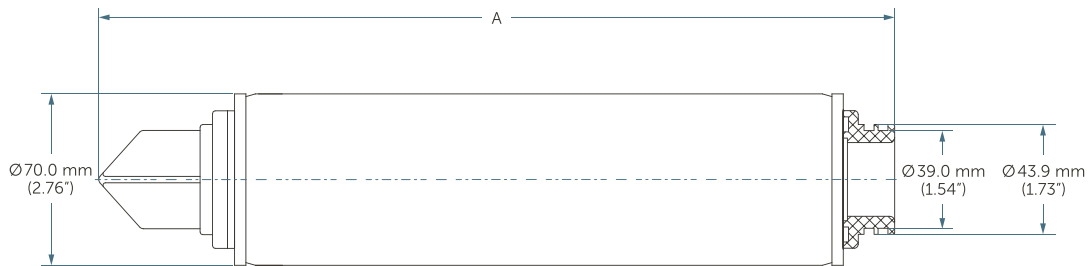 A
Ø70.0 mm
(2.76″)
Ø39.0 mm
(1.54″)
Ø43.9 mm
(1.73″)